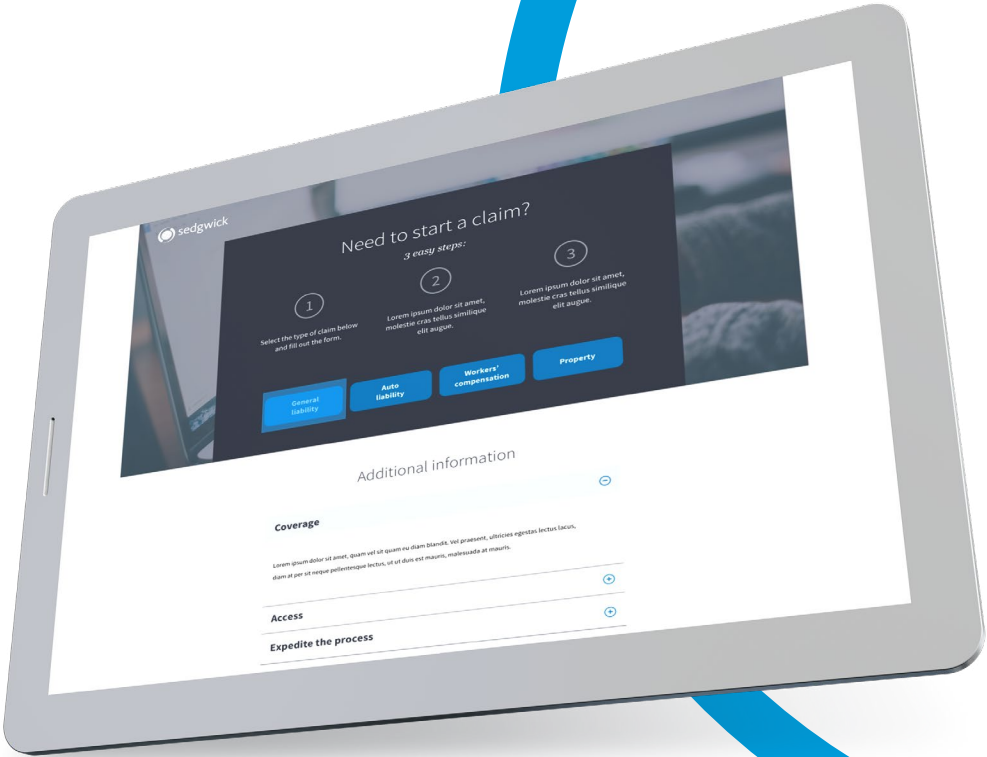 sedgwick
Need to start a claim?
3 easy steps:
1
Select the type of claim below
and fill out the form.
2
Lorem ipsum dolor sit amet,
molestie cras tellus similique
elit augue.
3
Lorem ipsum dolor sit amet,
molestie cras tellus similique
elit augue.
General
liability
Auto
liability
Workers'
compensation
Property
Additional information
Coverage
Lorem ipsum dolor sit amet, quam vel sit quam eu diam blandit. Vel praesent, ultricies egestas lectus lacus,
diam at per sit neque pellentesque lectus, ut ut duis est mauris, malesuada at mauris.
Access
Expedite the process